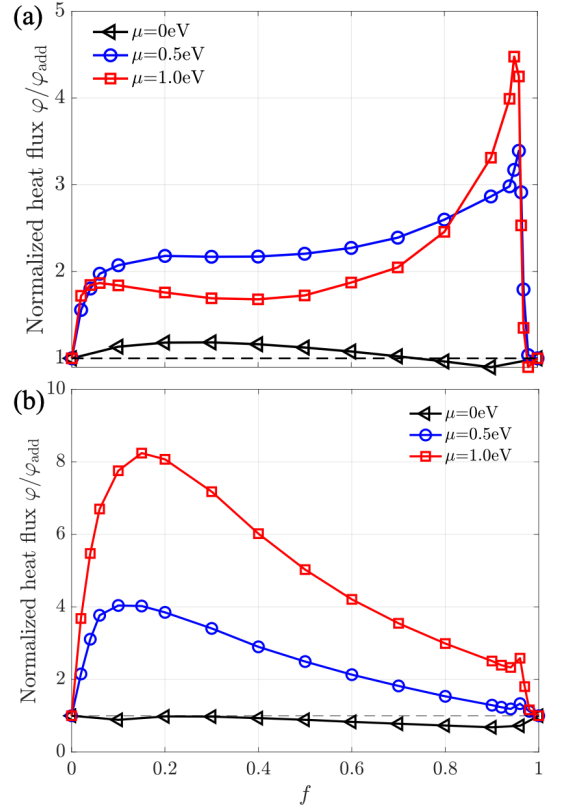 (a)
5
4
3
2
1
Normalized heat flux φ/φadd
μ=0eV
μ=0.5eV
μ=1.0eV
(b)
10
8
6
4
2
0
Normalized heat flux φ/φadd
μ=0eV
μ=0.5eV
μ=1.0eV
0 0.2 0.4 0.6 0.8 1
f